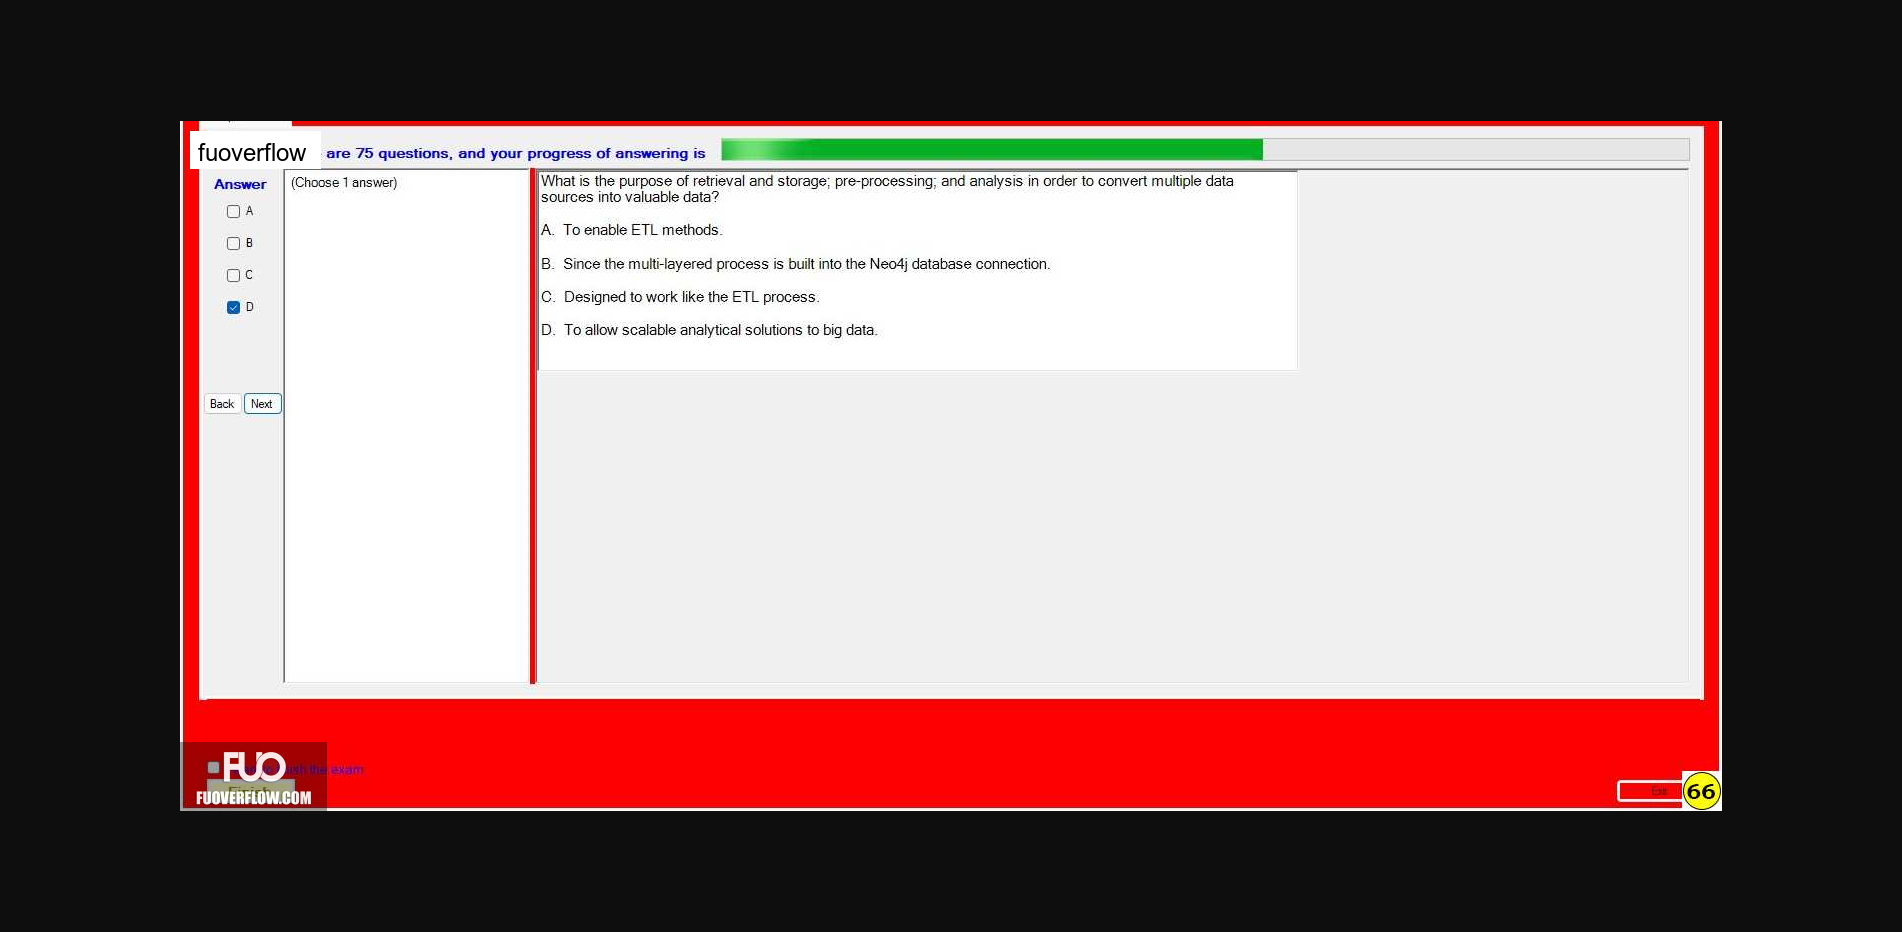 fuoverflow are 75 questions, and your progress of answering is
Answer
(Choose 1 answer)
A
B
C
D
Back Next
What is the purpose of retrieval and storage; pre-processing; and analysis in order to convert multiple data
sources into valuable data?
A. To enable ETL methods.
B. Since the multi-layered process is built into the Neo4j database connection.
C. Designed to work like the ETL process.
D. To allow scalable analytical solutions to big data.
FUO
the exam
Finish
FUOVERFLOW.COM
Exit
66